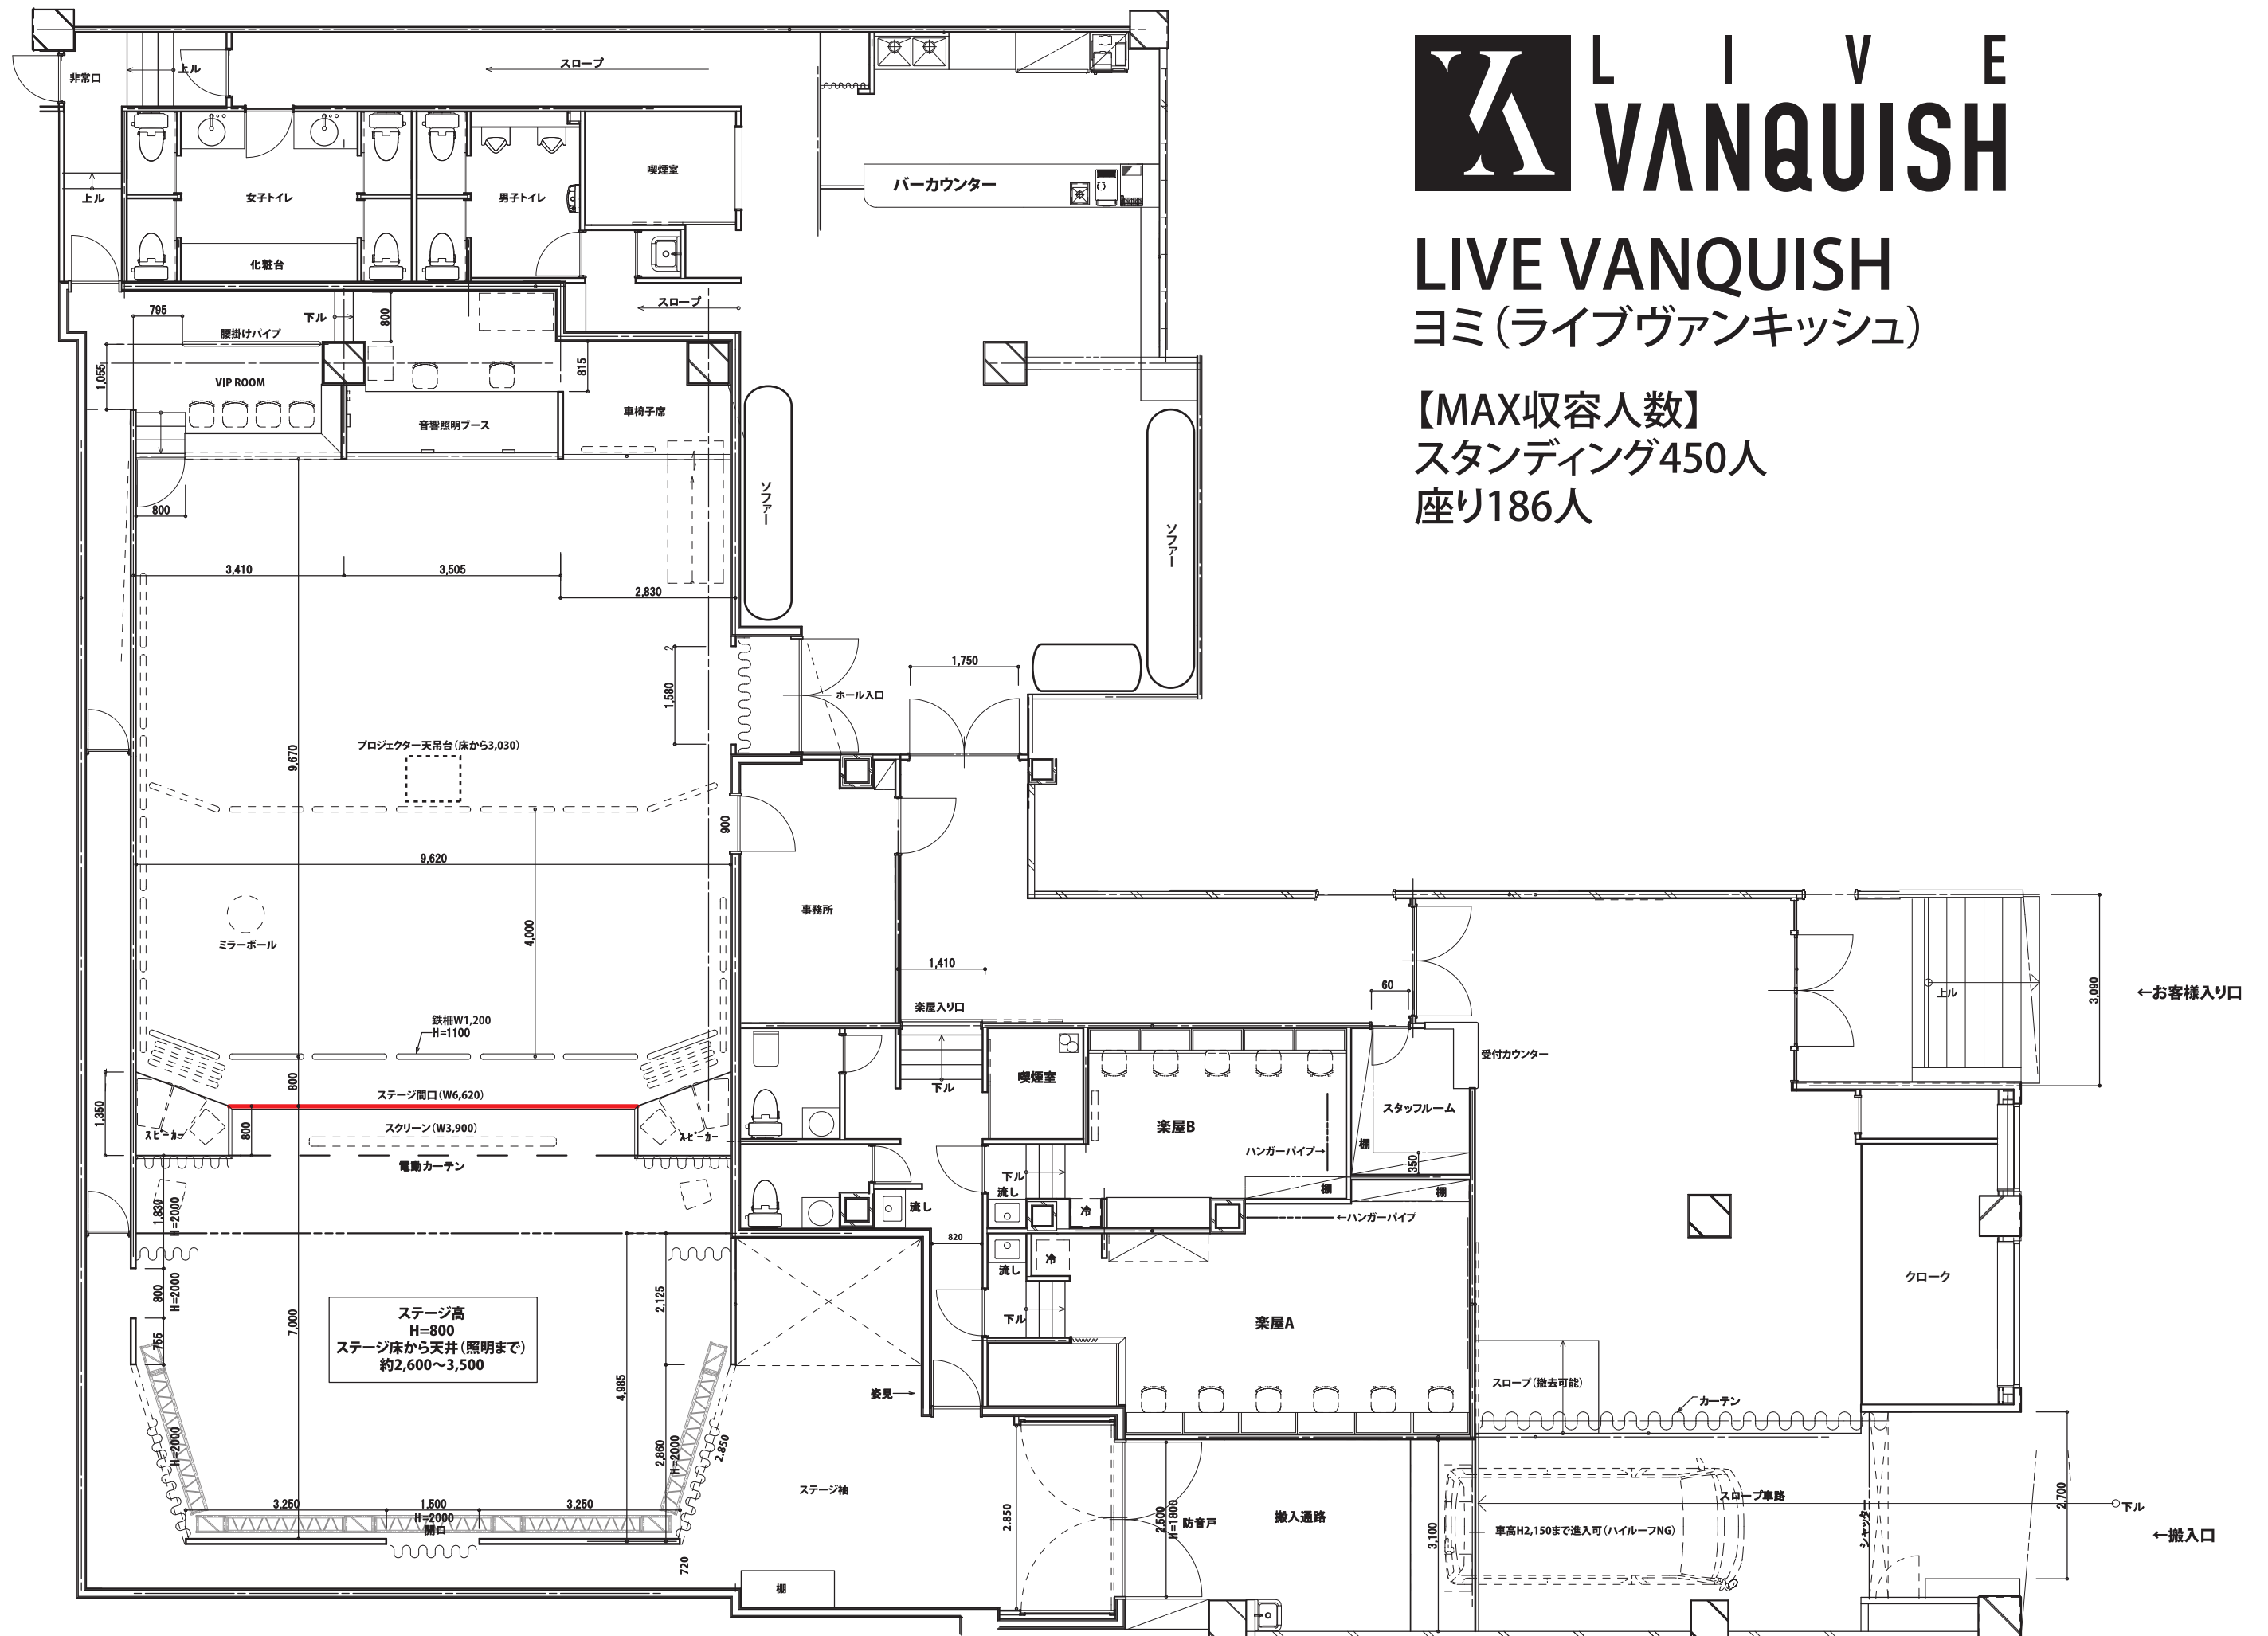 LIVE
VANQUISH
LIVE VANQUISH
ヨミ（ライブヴァンキッシュ）
【MAX収容人数】
スタンディング450人
座り186人
非常口
上ル
スロープ
上ル
女子トイレ
男子トイレ
喫煙室
バーカウンター
化粧台
スロープ
795
腰掛けパイプ
下ル
800
1,055
VIP ROOM
815
車椅子席
音響照明ブース
ソファー
ソファー
800
3,410
3,505
2,830
1,580
2
ホール入口
1,750
9,670
プロジェクター天吊台（床から3,030）
900
9,620
事務所
ミラーボール
4,000
1,410
楽屋入り口
60
上ル
3,090
←お客様入り口
鉄柵W1,200
H=1100
800
ステージ間口（W6,620）
1,350
スピーカー
800
スクリーン（W3,900）
スピーカー
電動カーテン
下ル
喫煙室
楽屋B
スタッフルーム
受付カウンター
棚
350
ハンガーパイプ→
棚
棚
下ル
流し
冷
←ハンガーパイプ
流し
820
流し
冷
下ル
楽屋A
クローク
1,830
H=2000
800
H=2000
755
7,000
ステージ高
H=800
ステージ床から天井（照明まで）
約2,600～3,500
2,125
4,985
姿見→
スロープ（撤去可能）
カーテン
H=2000
2,860
H=2000
2.850
3,250
1,500
3,250
H=2000
開口
720
ステージ袖
棚
2.850
2,500
H=1800
防音戸
搬入通路
3,100
スロープ車路
車高H2,150まで進入可（ハイルーフNG）
シャッター
2,700
下ル
←搬入口